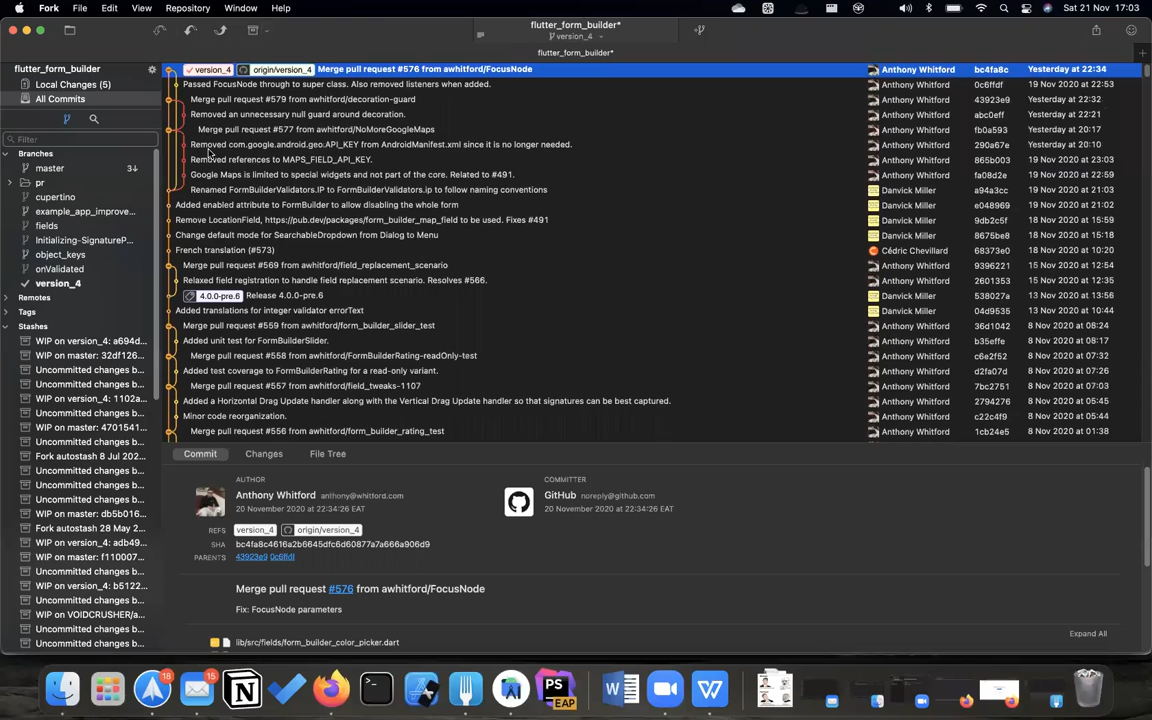 Fork File Edit View Repository Window Help Sat 21 Nov 17:03
flutter_form_builder*
version_4
flutter_form_builder*
flutter_form_builder
Local Changes (5)
All Commits
Filter
Branches
master 3↓
pr
cupertino
example_app_improve...
fields
Initializing-SignatureP...
object_keys
onValidated
version_4
Remotes
Tags
Stashes
WIP on version_4: a694d...
WIP on master: 32df126...
Uncommitted changes b...
Uncommitted changes b...
WIP on version_4: 1102a...
Uncommitted changes b...
WIP on master: 4701541...
Uncommitted changes b...
Fork autostash 8 Jul 202...
Uncommitted changes b...
Uncommitted changes b...
Uncommitted changes b...
WIP on master: db5b016...
Fork autostash 28 May 2...
WIP on version_4: adb49...
WIP on master: f110007...
Uncommitted changes b...
WIP on version_4: b5122...
Uncommitted changes b...
WIP on VOIDCRUSHER/a...
Uncommitted changes b...
Uncommitted changes b...
version_4 origin/version_4 Merge pull request #576 from awhitford/FocusNode Anthony Whitford bc4fa8c Yesterday at 22:34
Passed FocusNode through to super class. Also removed listeners when added. Anthony Whitford 0c6ffdf 19 Nov 2020 at 22:53
Merge pull request #579 from awhitford/decoration-guard Anthony Whitford 43923e9 Yesterday at 22:32
Removed an unnecessary null guard around decoration. Anthony Whitford abc0eff Yesterday at 22:21
Merge pull request #577 from awhitford/NoMoreGoogleMaps Anthony Whitford fb0a593 Yesterday at 20:17
Removed com.google.android.geo.API_KEY from AndroidManifest.xml since it is no longer needed. Anthony Whitford 290a67e Yesterday at 20:10
Removed references to MAPS_FIELD_API_KEY. Anthony Whitford 865b003 19 Nov 2020 at 23:03
Google Maps is limited to special widgets and not part of the core. Related to #491. Anthony Whitford fa08d2e 19 Nov 2020 at 22:59
Renamed FormBuilderValidators.IP to FormBuilderValidators.ip to follow naming conventions Danvick Miller a94a3cc 19 Nov 2020 at 21:03
Added enabled attribute to FormBuilder to allow disabling the whole form Danvick Miller e048969 19 Nov 2020 at 21:02
Remove LocationField, https://pub.dev/packages/form_builder_map_field to be used. Fixes #491 Danvick Miller 9db2c5f 18 Nov 2020 at 15:59
Change default mode for SearchableDropdown from Dialog to Menu Danvick Miller 8675be8 18 Nov 2020 at 15:18
French translation (#573) Cédric Chevillard 68373e0 18 Nov 2020 at 10:20
Merge pull request #569 from awhitford/field_replacement_scenario Anthony Whitford 9396221 15 Nov 2020 at 12:54
Relaxed field registration to handle field replacement scenario. Resolves #566. Anthony Whitford 2601353 15 Nov 2020 at 12:35
4.0.0-pre.6 Release 4.0.0-pre.6 Danvick Miller 538027a 13 Nov 2020 at 13:56
Added translations for integer validator errorText Danvick Miller 04d9535 13 Nov 2020 at 10:44
Merge pull request #559 from awhitford/form_builder_slider_test Anthony Whitford 36d1042 8 Nov 2020 at 08:24
Added unit test for FormBuilderSlider. Anthony Whitford b35effe 8 Nov 2020 at 08:17
Merge pull request #558 from awhitford/FormBuilderRating-readOnly-test Anthony Whitford c6e2f52 8 Nov 2020 at 07:32
Added test coverage to FormBuilderRating for a read-only variant. Anthony Whitford d2fa07d 8 Nov 2020 at 07:26
Merge pull request #557 from awhitford/field_tweaks-1107 Anthony Whitford 7bc2751 8 Nov 2020 at 07:03
Added a Horizontal Drag Update handler along with the Vertical Drag Update handler so that signatures can be best captured. Anthony Whitford 2794276 8 Nov 2020 at 05:45
Minor code reorganization. Anthony Whitford c22c4f9 8 Nov 2020 at 05:44
Merge pull request #556 from awhitford/form_builder_rating_test Anthony Whitford 1cb24e5 8 Nov 2020 at 01:38
Commit Changes File Tree
AUTHOR COMMITTER
Anthony Whitford anthony@whitford.com GitHub noreply@github.com
20 November 2020 at 22:34:26 EAT 20 November 2020 at 22:34:26 EAT
REFS version_4 origin/version_4
SHA bc4fa8c4616a2b6645dfc6d60877a7a666a906d9
PARENTS 43923e9 0c6ffdf
Merge pull request #576 from awhitford/FocusNode
Fix: FocusNode parameters
Expand All
lib/src/fields/form_builder_color_picker.dart
18 15
PS
EAP